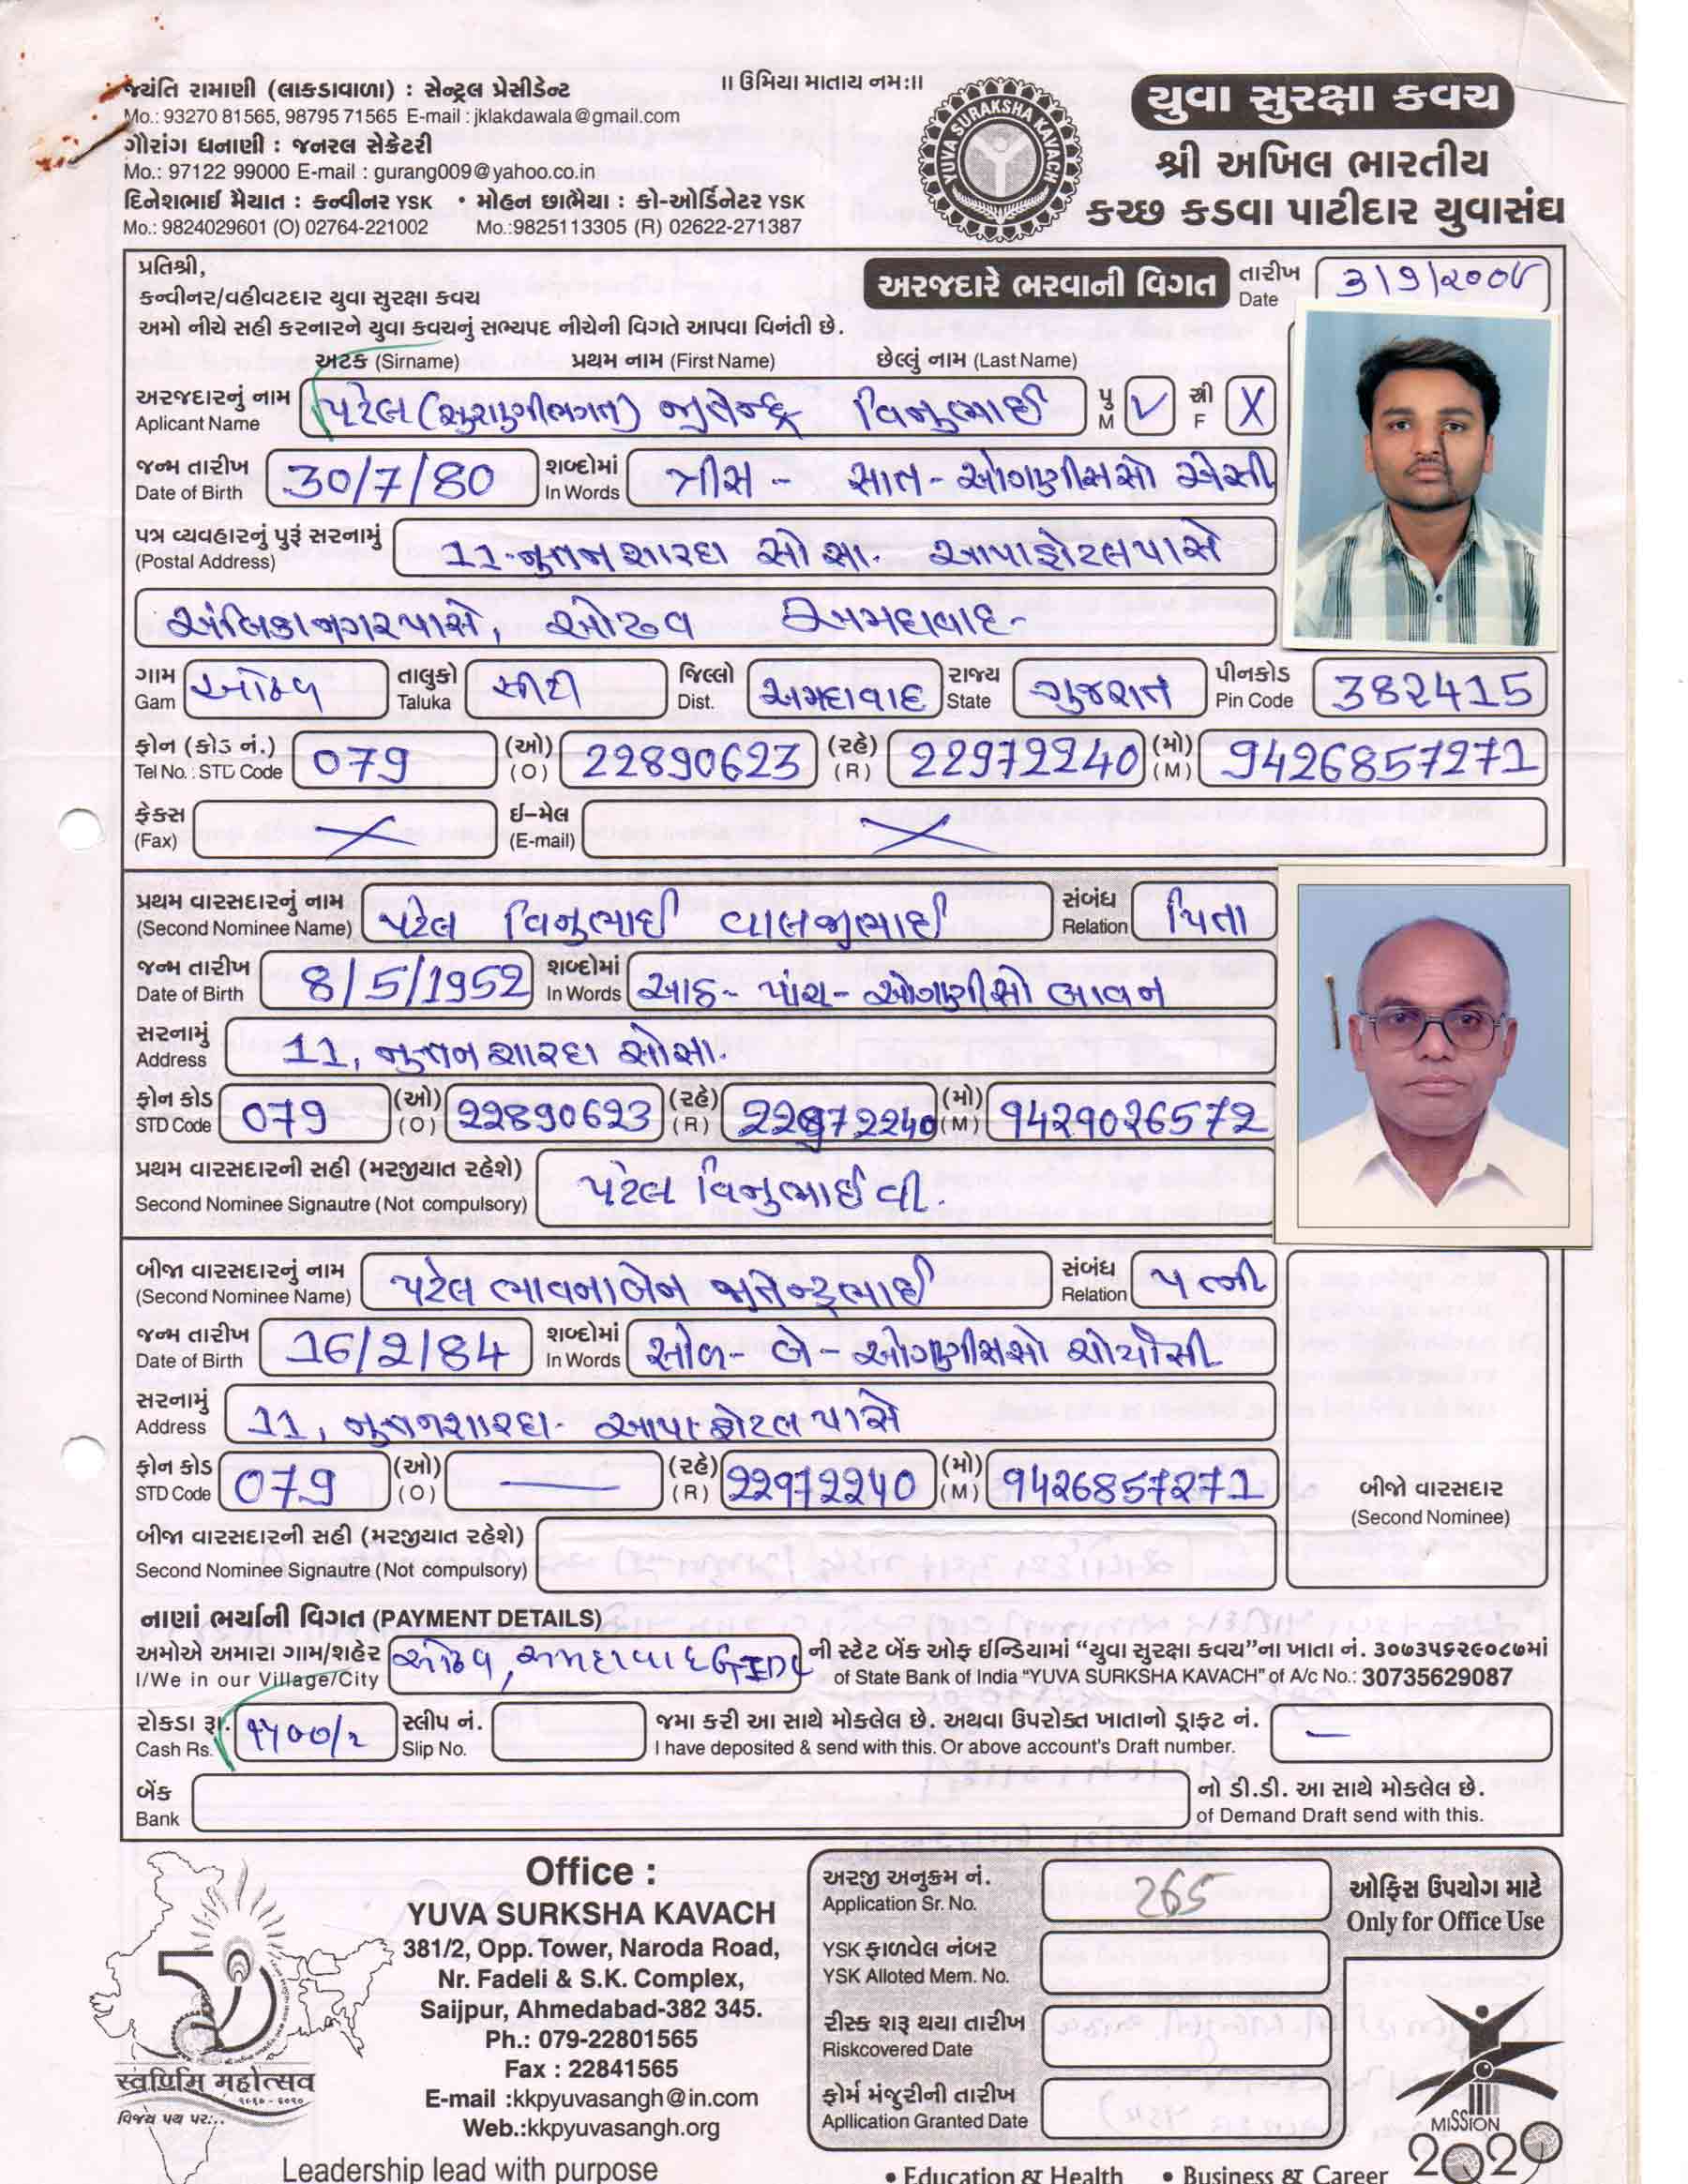 જયંતિ રામાણી (લાકડાવાળા) : સેન્ટ્રલ પ્રેસીડેન્ટ
Mo.: 93270 81565, 98795 71565 E-mail : jklakdawala@gmail.com
ગૌરાંગ ધનાણી : જનરલ સેક્રેટરી
Mo.: 97122 99000 E-mail : gurang009@yahoo.co.in
દિનેશભાઈ મૈયાત : કન્વીનર YSK • મોહન છાભૈયા : કો-ઓર્ડિનેટર YSK
Mo.: 9824029601 (O) 02764-221002 Mo.:9825113305 (R) 02622-271387
॥ ઉમિયા માતાય નમ:॥
YUVA SURAKSHA KAVACH
યુવા સુરક્ષા કવચ
શ્રી અખિલ ભારતીય
કચ્છ કડવા પાટીદાર યુવાસંઘ
પ્રતિશ્રી,
કન્વીનર/વહીવટદાર યુવા સુરક્ષા કવચ
અમો નીચે સહી કરનારને યુવા કવચનું સભ્યપદ નીચેની વિગતે આપવા વિનંતી છે.
અરજદારે ભરવાની વિગત
તારીખ Date 3/9/૨૦૦
અટક (Sirname) પ્રથમ નામ (First Name) છેલ્લું નામ (Last Name)
અરજદારનું નામ પટેલ (સુરાણીભગત) જીતેન્દ્ર વિનુભાઈ પુ M ✓ સ્ત્રી F X
Aplicant Name
જન્મ તારીખ Date of Birth 30/7/80 શબ્દોમાં In Words ત્રીસ - સાત - ઓગણીસસો એંસી
પત્ર વ્યવહારનું પુરૂં સરનામું 11-નુતન શારદા સોસા. આપા હોટલ પાસે
(Postal Address)
અંબિકાનગર પાસે, ઓઢવ અમદાવાદ-
ગામ Gam ઓઢવ તાલુકો Taluka સીટી જિલ્લો Dist. અમદાવાદ રાજ્ય State ગુજરાત પીનકોડ Pin Code 382415
ફોન (કોડ નં.) Tel No. : STD Code 079 (ઓ) (O) 22890623 (રહે) (R) 22972240 (મો) (M) 9426857271
ફેક્સ (Fax) X ઈ-મેલ (E-mail) X
પ્રથમ વારસદારનું નામ (Second Nominee Name) પટેલ વિનુભાઈ વાલજીભાઈ સંબંધ Relation પિતા
જન્મ તારીખ Date of Birth 8/5/1952 શબ્દોમાં In Words આઠ - પાંચ - ઓગણીસો બાવન
સરનામું Address 11, નુતન શારદા સોસા.
ફોન કોડ STD Code 079 (ઓ) (O) 22890623 (રહે) (R) 22972240 (મો) (M) 9429026572
પ્રથમ વારસદારની સહી (મરજીયાત રહેશે) પટેલ વિનુભાઈ વી.
Second Nominee Signautre (Not compulsory)
બીજા વારસદારનું નામ (Second Nominee Name) પટેલ ભાવનાબેન જીતેન્દ્રભાઈ સંબંધ Relation પત્ની
જન્મ તારીખ Date of Birth 16/2/84 શબ્દોમાં In Words સોળ - બે - ઓગણીસસો ચોર્યાસી
સરનામું Address 11, નુતનશારદા- આપા હોટલ પાસે
ફોન કોડ STD Code 079 (ઓ) (O) — (રહે) (R) 22972240 (મો) (M) 9426857271
બીજો વારસદાર
(Second Nominee)
બીજા વારસદારની સહી (મરજીયાત રહેશે)
Second Nominee Signautre (Not compulsory)
નાણાં ભર્યાની વિગત (PAYMENT DETAILS)
અમોએ અમારા ગામ/શહેર ઓઢવ, અમદાવાદ GIDC ની સ્ટેટ બેંક ઓફ ઈન્ડિયામાં “યુવા સુરક્ષા કવચ”ના ખાતા નં. ૩૦૭૩૫૬૨૯૦૮૭માં
I/We in our Village/City of State Bank of India "YUVA SURKSHA KAVACH" of A/c No.: 30735629087
રોકડા રૂા. ૧૫૦૦/ સ્લીપ નં. જમા કરી આ સાથે મોકલેલ છે. અથવા ઉપરોક્ત ખાતાનો ડ્રાફ્ટ નં. —
Cash Rs. Slip No. I have deposited & send with this. Or above account's Draft number.
બેંક નો ડી.ડી. આ સાથે મોકલેલ છે.
Bank of Demand Draft send with this.
स्वर्णिम महोत्सव
૧૯૬૦ - ૨૦૧૦
વિજય પથ પર...
Office :
YUVA SURKSHA KAVACH
381/2, Opp. Tower, Naroda Road,
Nr. Fadeli & S.K. Complex,
Saijpur, Ahmedabad-382 345.
Ph.: 079-22801565
Fax : 22841565
E-mail :kkpyuvasangh@in.com
Web.:kkpyuvasangh.org
Leadership lead with purpose
અરજી અનુક્રમ નં. 265
Application Sr. No.
YSK ફાળવેલ નંબર
YSK Alloted Mem. No.
રીસ્ક શરૂ થયા તારીખ
Riskcovered Date
ફોર્મ મંજુરીની તારીખ
Apllication Granted Date
ઓફિસ ઉપયોગ માટે
Only for Office Use
MISSION
2020
• Education & Health • Business & Career